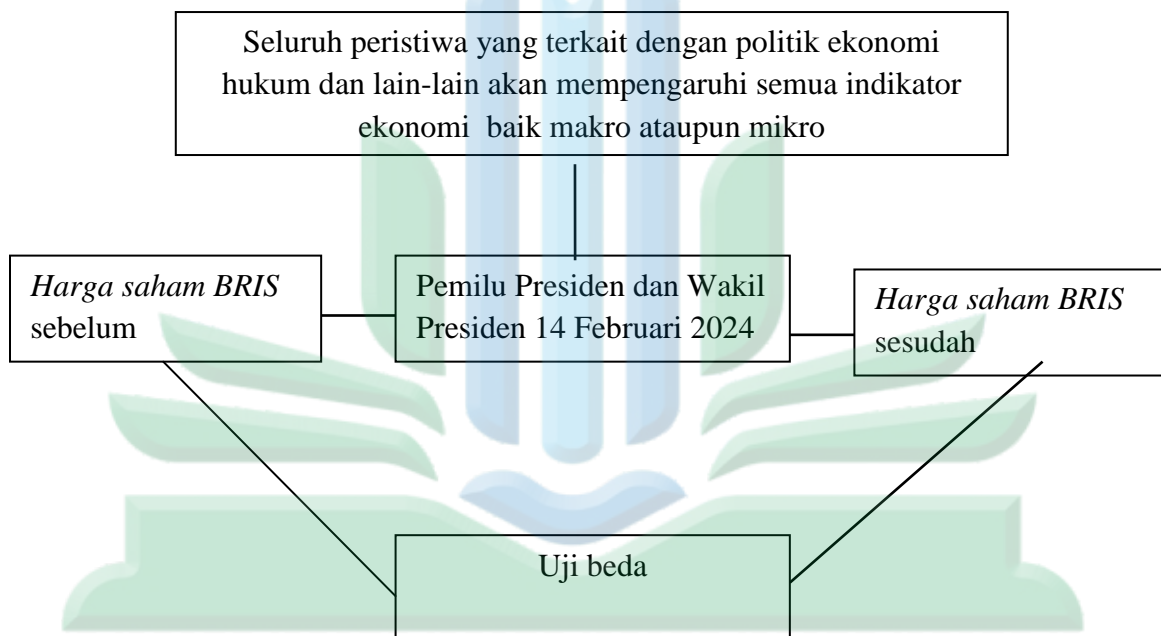 Seluruh peristiwa yang terkait dengan politik ekonomi
hukum dan lain-lain akan mempengaruhi semua indikator
ekonomi baik makro ataupun mikro
Harga saham BRIS
sebelum
Pemilu Presiden dan Wakil
Presiden 14 Februari 2024
Harga saham BRIS
sesudah
Uji beda